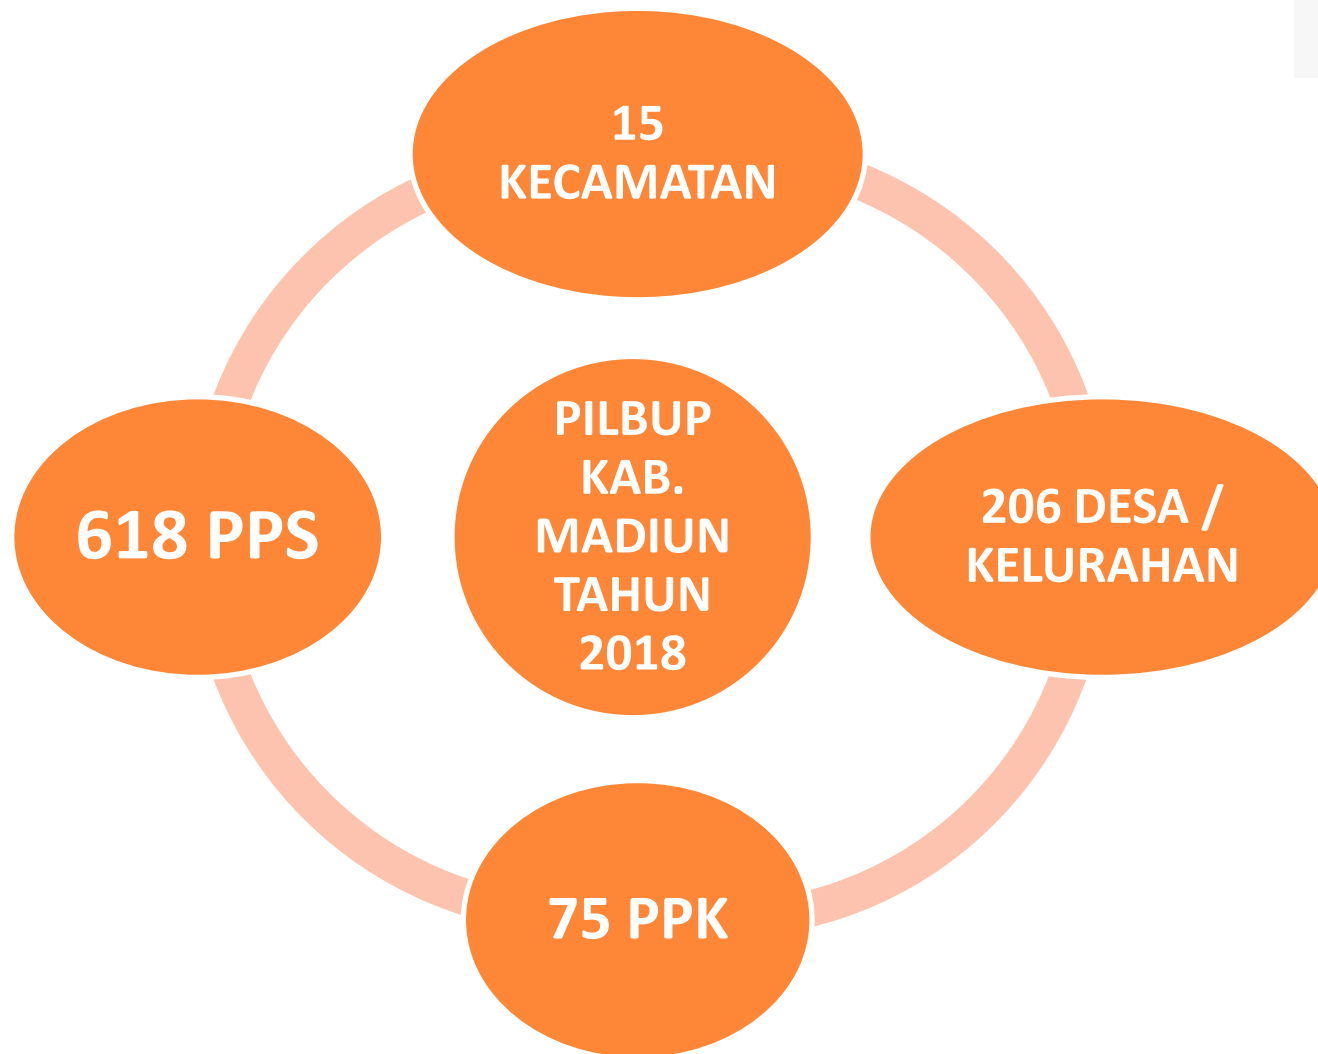 15
KECAMATAN
PILBUP
KAB.
MADIUN
TAHUN
2018
618 PPS
206 DESA /
KELURAHAN
75 PPK